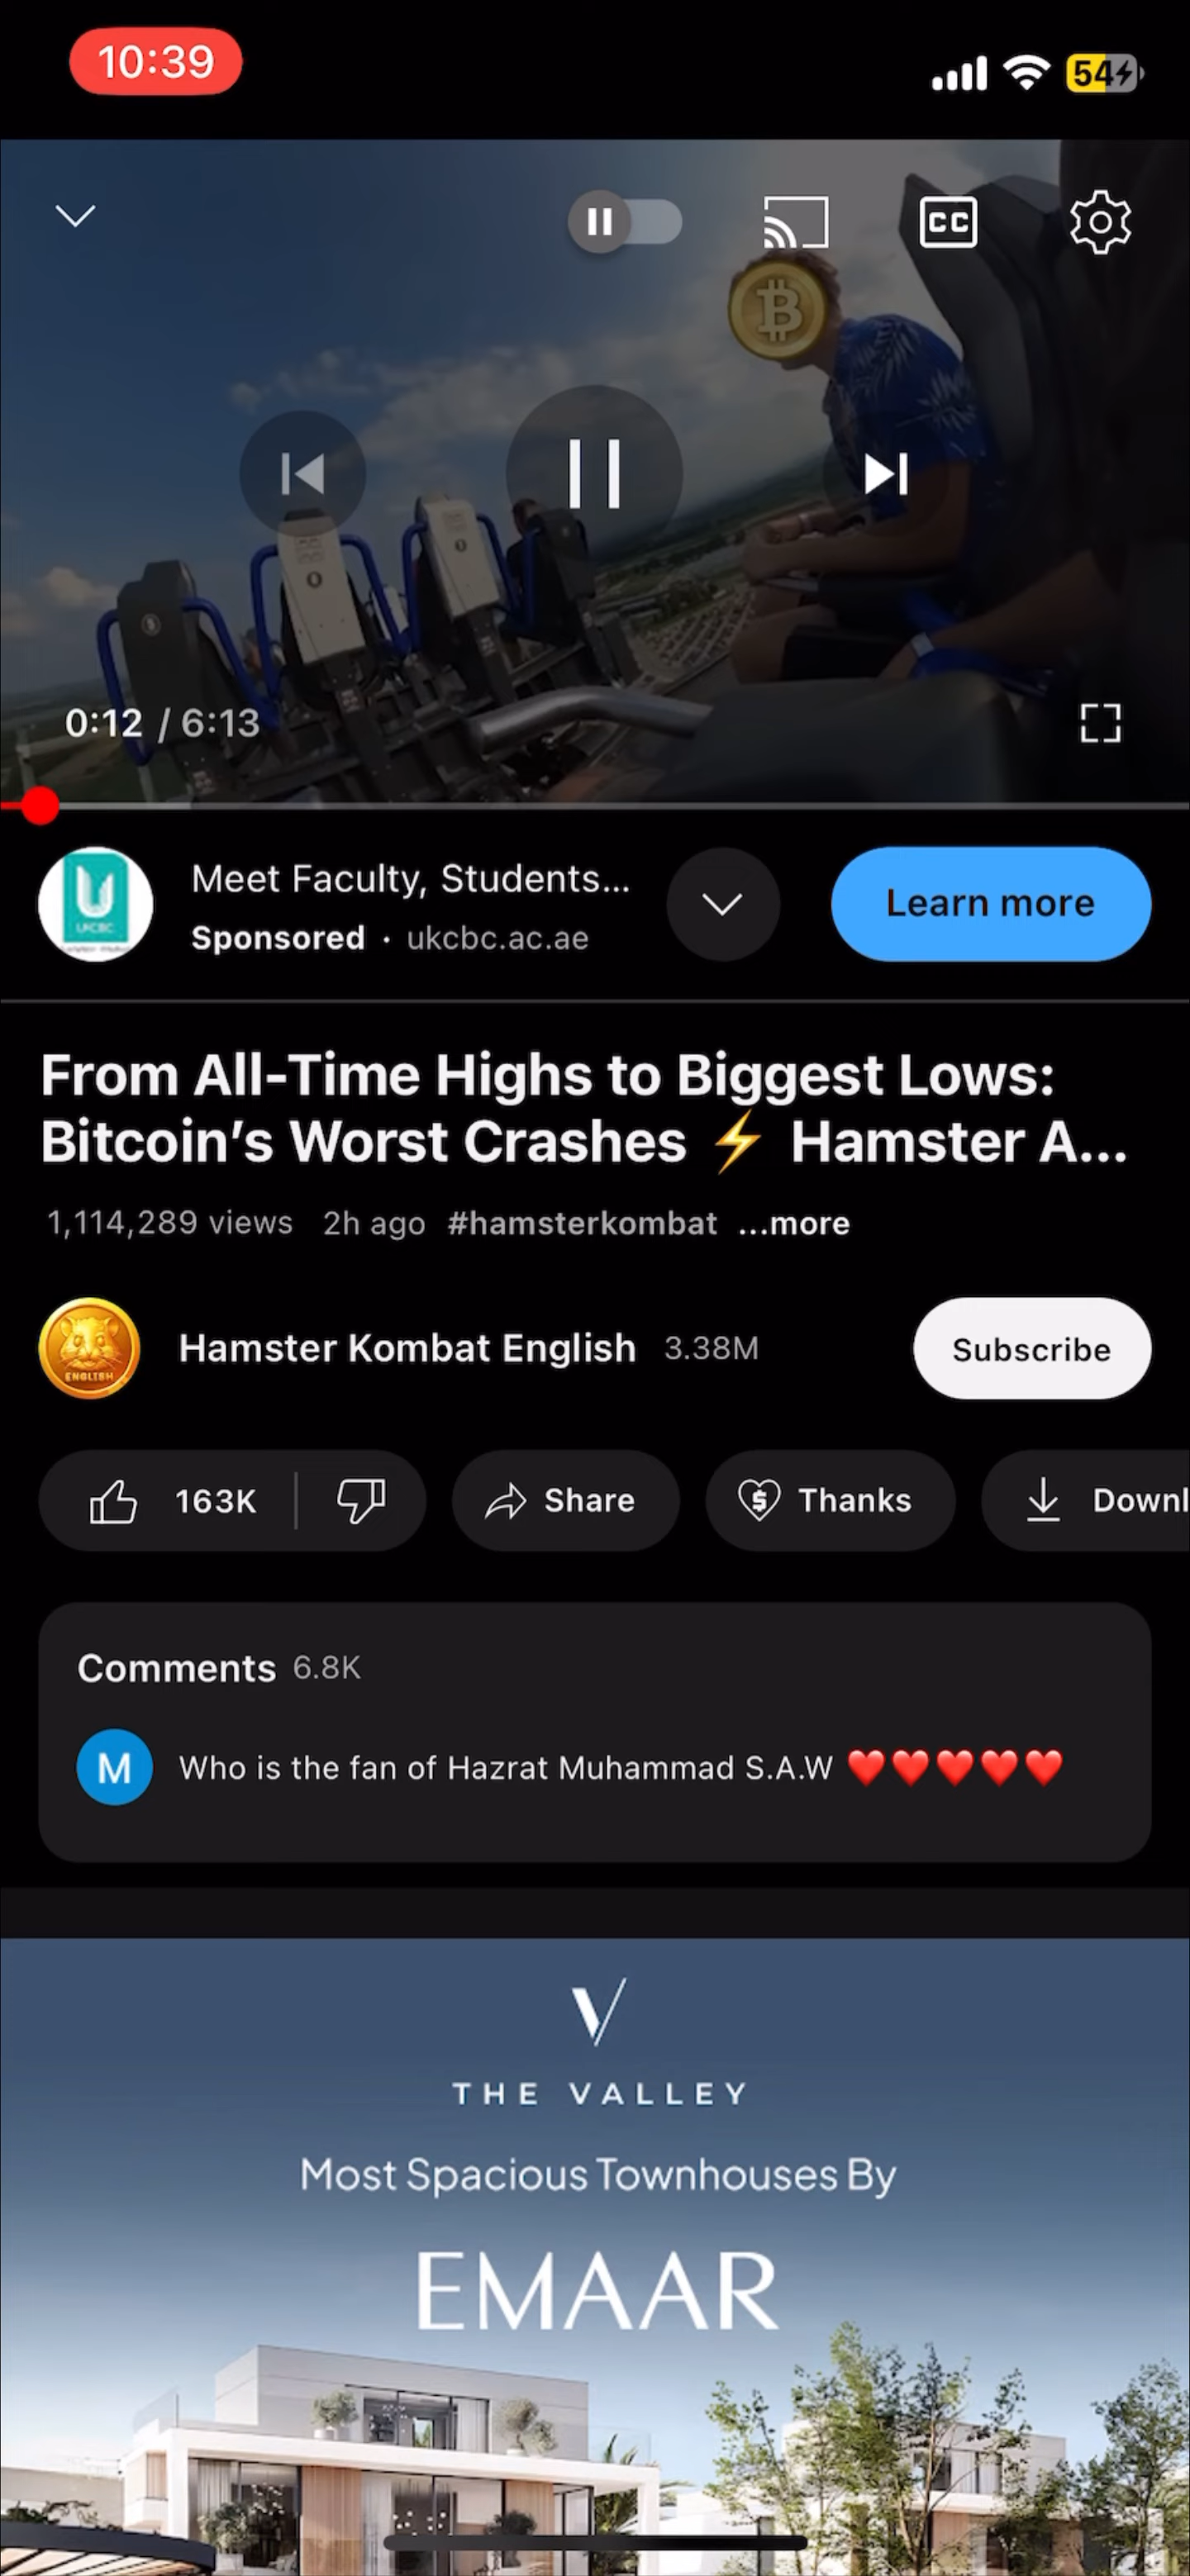 10:39
54
CC
0:12 / 6:13
UKCBC
Meet Faculty, Students...
Sponsored · ukcbc.ac.ae
Learn more
From All-Time Highs to Biggest Lows:
Bitcoin’s Worst Crashes ⚡ Hamster A...
1,114,289 views 2h ago #hamsterkombat ...more
ENGLISH
Hamster Kombat English 3.38M
Subscribe
163K
Share
Thanks
Downl
Comments 6.8K
M
Who is the fan of Hazrat Muhammad S.A.W ❤️❤️❤️❤️❤️
THE VALLEY
Most Spacious Townhouses By
EMAAR